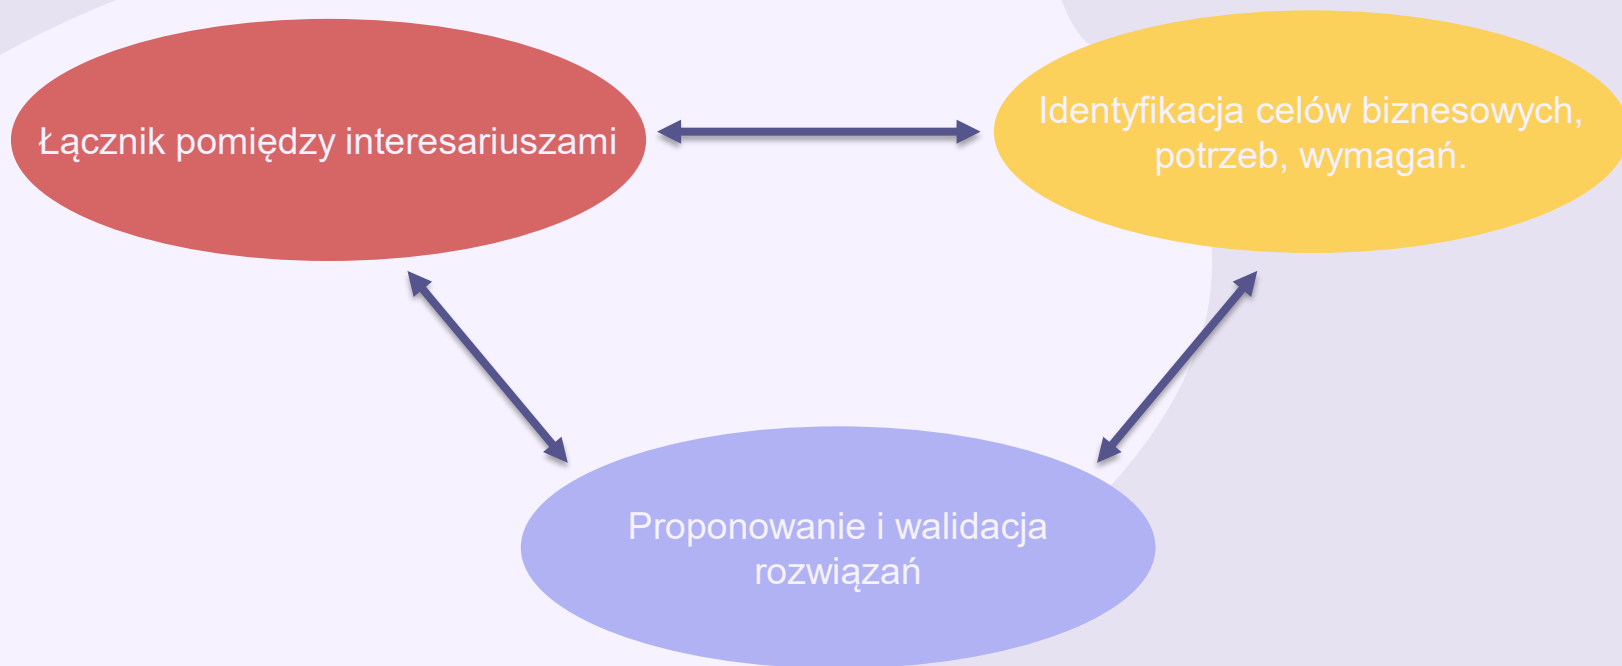 Łącznik pomiędzy interesariuszami
Identyfikacja celów biznesowych,
potrzeb, wymagań.
Proponowanie i walidacja
rozwiązań